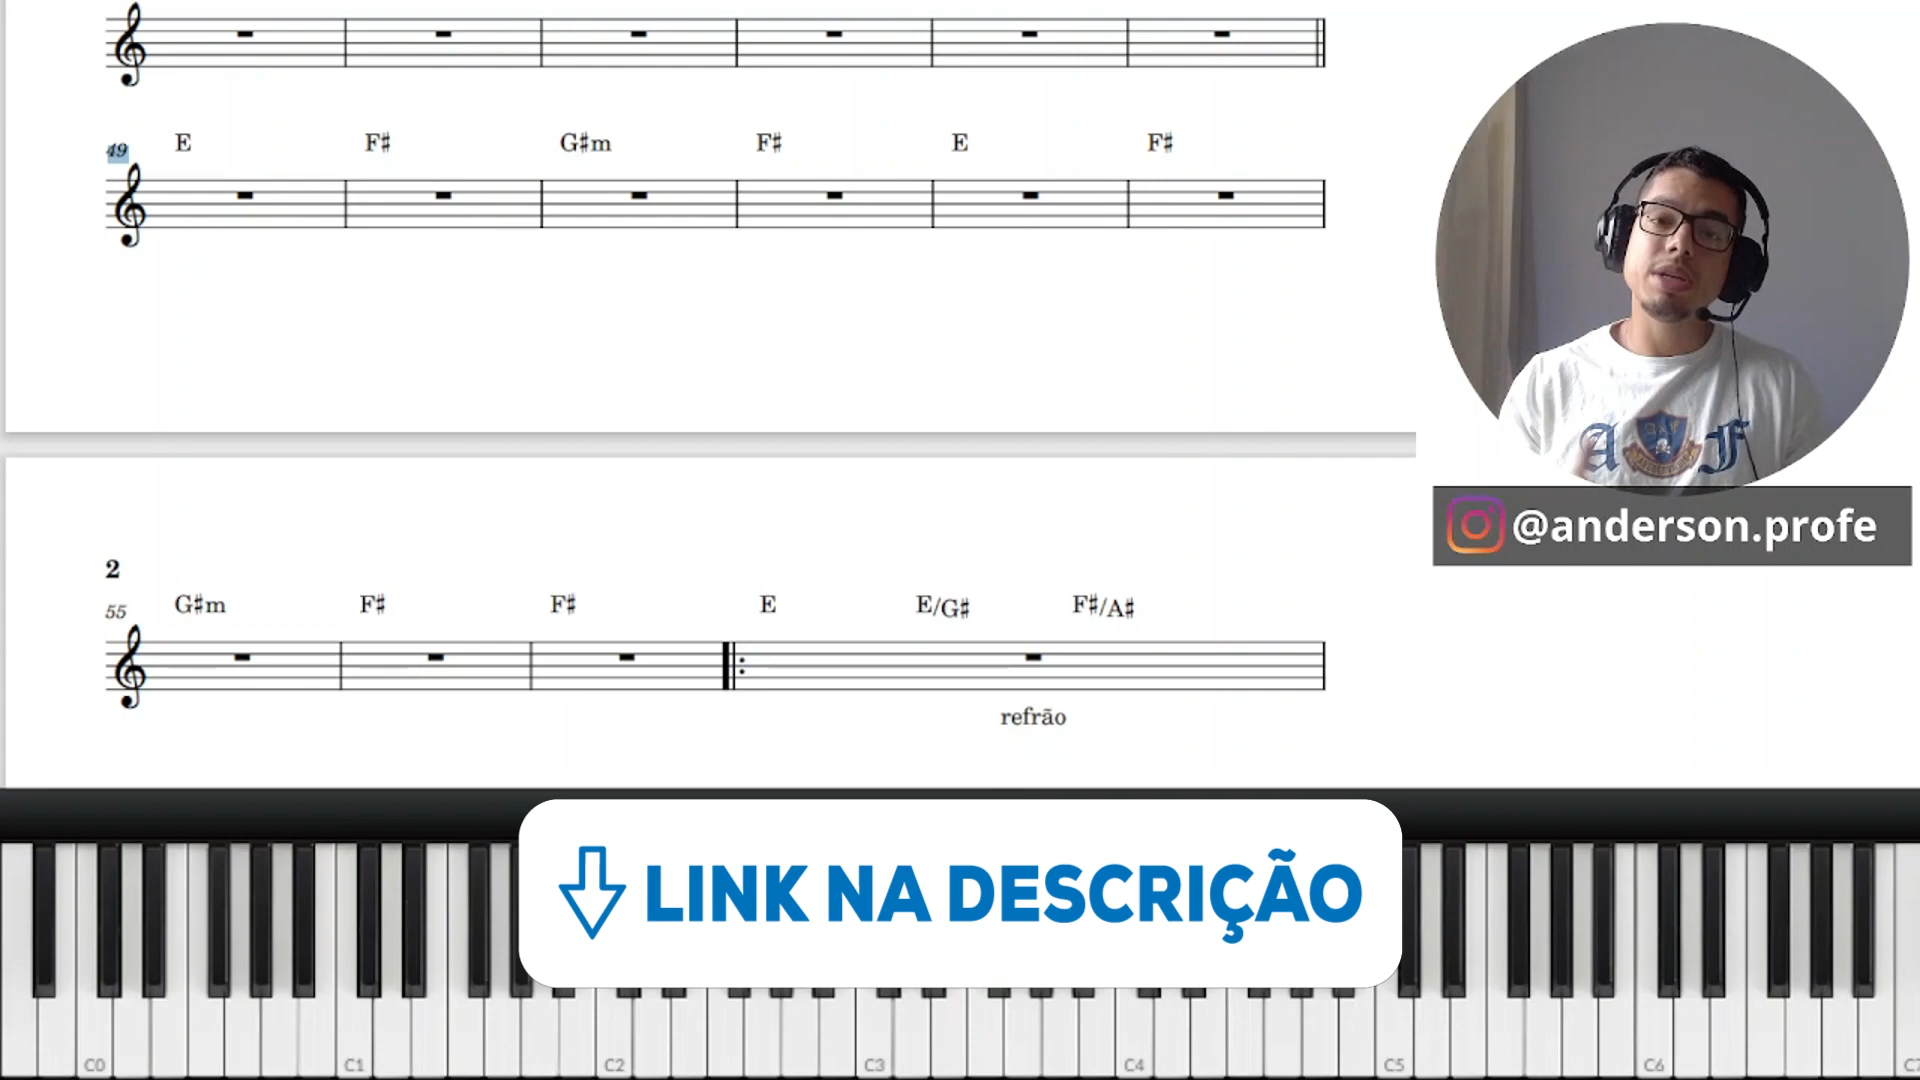 E F♯ G♯m F♯ E F♯
49
@anderson.profe
2
G♯m F♯ F♯ E E/G♯ F♯/A♯
55
refrão
LINK NA DESCRIÇÃO
C0 C1 C2 C3 C4 C5 C6
A F